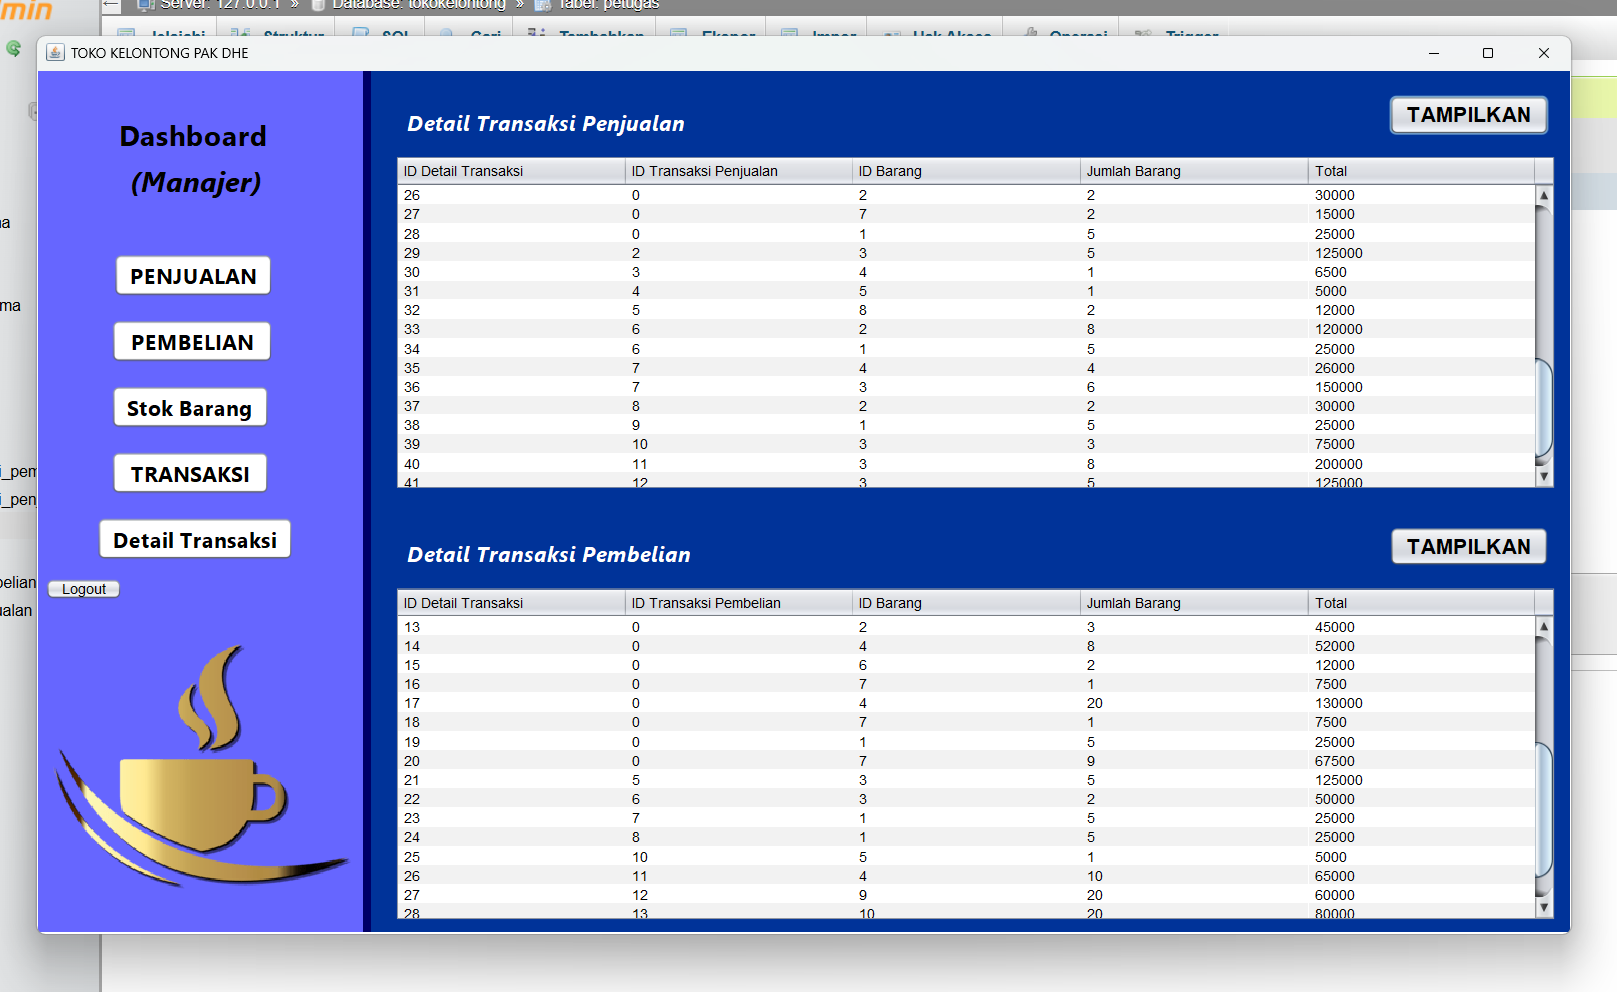 min
Server: 127.0.0.1 » Database: tokokelontong » Tabel: petugas
Jelajahi Struktur SQL Cari Tambahkan Ekspor Impor Hak Akses Operasi Trigger
TOKO KELONTONG PAK DHE
Dashboard
(Manajer)
PENJUALAN
PEMBELIAN
Stok Barang
TRANSAKSI
Detail Transaksi
Logout
Detail Transaksi Penjualan
TAMPILKAN
ID Detail Transaksi ID Transaksi Penjualan ID Barang Jumlah Barang Total
26 0 2 2 30000
27 0 7 2 15000
28 0 1 5 25000
29 2 3 5 125000
30 3 4 1 6500
31 4 5 1 5000
32 5 8 2 12000
33 6 2 8 120000
34 6 1 5 25000
35 7 4 4 26000
36 7 3 6 150000
37 8 2 2 30000
38 9 1 5 25000
39 10 3 3 75000
40 11 3 8 200000
41 12 3 5 125000
Detail Transaksi Pembelian
TAMPILKAN
ID Detail Transaksi ID Transaksi Pembelian ID Barang Jumlah Barang Total
13 0 2 3 45000
14 0 4 8 52000
15 0 6 2 12000
16 0 7 1 7500
17 0 4 20 130000
18 0 7 1 7500
19 0 1 5 25000
20 0 7 9 67500
21 5 3 5 125000
22 6 3 2 50000
23 7 1 5 25000
24 8 1 5 25000
25 10 5 1 5000
26 11 4 10 65000
27 12 9 20 60000
28 13 10 20 80000
ma
i_pem
i_penj
belian
ualan